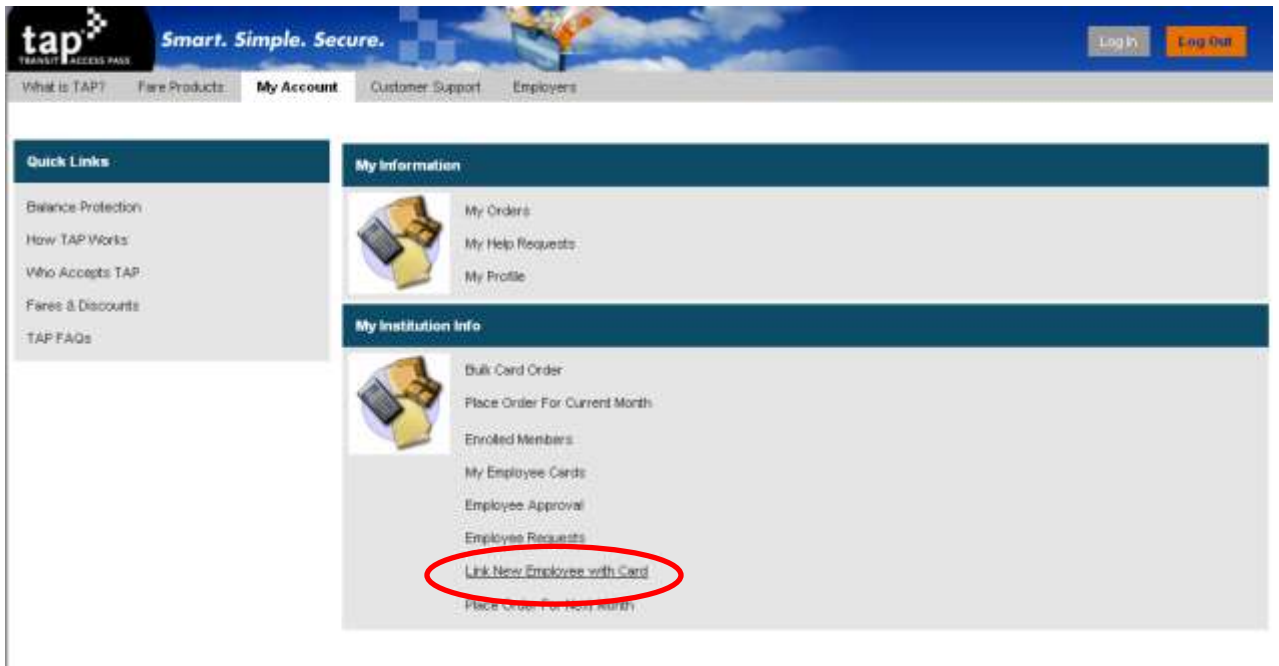 tap
TRANSIT ACCESS PASS
Smart. Simple. Secure.
Log In
Log Out
What is TAP?
Fare Products
My Account
Customer Support
Employers
Quick Links
Balance Protection
How TAP Works
Who Accepts TAP
Fares & Discounts
TAP FAQs
My Information
My Orders
My Help Requests
My Profile
My Institution Info
Bulk Card Order
Place Order For Current Month
Enrolled Members
My Employee Cards
Employee Approval
Employee Requests
Link New Employee with Card
Place Order For Next Month